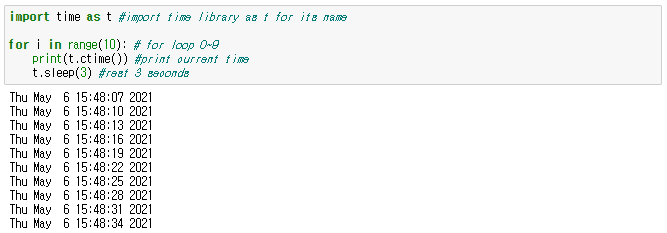 import time as t #import time library as t for its name
for i in range(10): # for loop 0~9
print(t.ctime()) #print current time
t.sleep(3) #rest 3 seconds
Thu May  6 15:48:07 2021
Thu May  6 15:48:10 2021
Thu May  6 15:48:13 2021
Thu May  6 15:48:16 2021
Thu May  6 15:48:19 2021
Thu May  6 15:48:22 2021
Thu May  6 15:48:25 2021
Thu May  6 15:48:28 2021
Thu May  6 15:48:31 2021
Thu May  6 15:48:34 2021